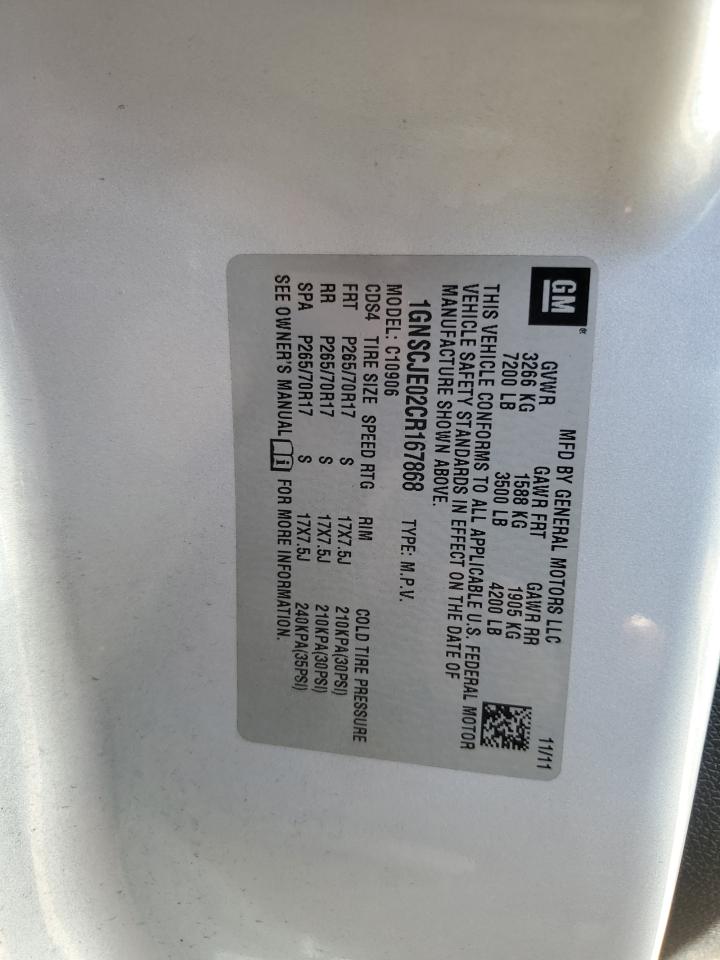 GM
MFD BY GENERAL MOTORS LLC 11/11
GVWR GAWR FRT GAWR RR
3266 KG 1588 KG 1905 KG
7200 LB 3500 LB 4200 LB
THIS VEHICLE CONFORMS TO ALL APPLICABLE U.S. FEDERAL MOTOR
VEHICLE SAFETY STANDARDS IN EFFECT ON THE DATE OF
MANUFACTURE SHOWN ABOVE.
1GNSCJE02CR167868 TYPE: M.P.V.
MODEL: C10906
CDS4 TIRE SIZE SPEED RTG RIM COLD TIRE PRESSURE
FRT P265/70R17 S 17X7.5J 210KPA(30PSI)
RR P265/70R17 S 17X7.5J 210KPA(30PSI)
SPA P265/70R17 S 17X7.5J 240KPA(35PSI)
SEE OWNER'S MANUAL i FOR MORE INFORMATION.